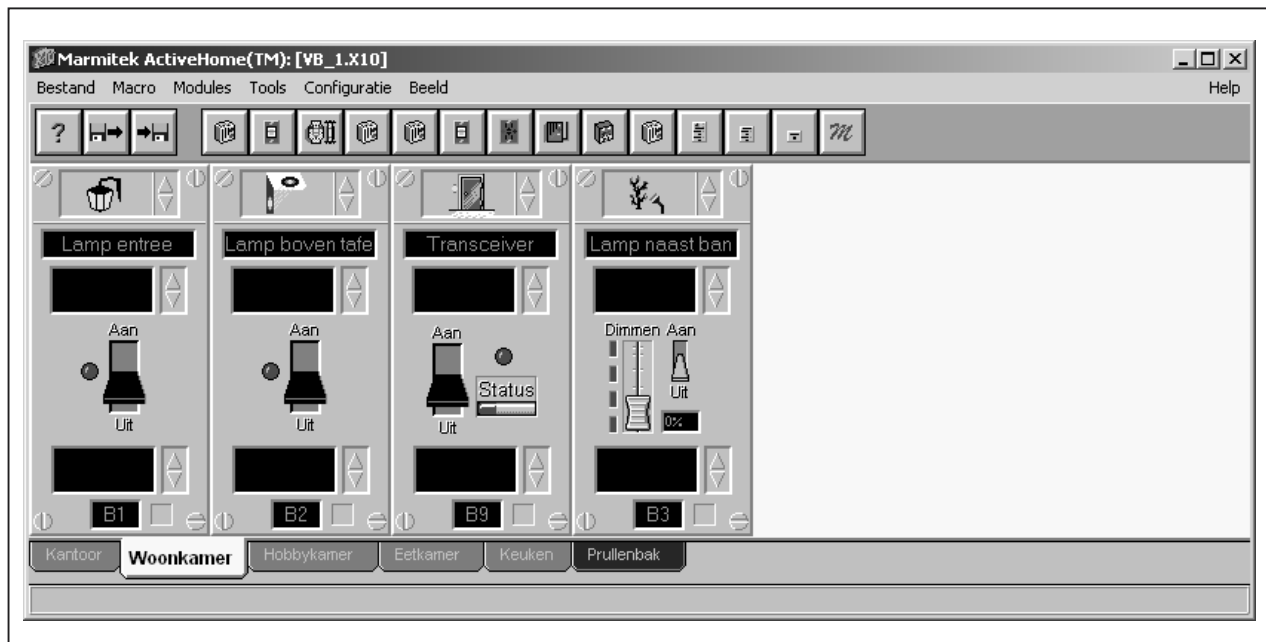 Marmitek ActiveHome(TM): [VB_1.X10]
Bestand Macro Modules Tools Configuratie Beeld Help
?
M
Lamp entree Lamp boven tafe Transceiver Lamp naast ban
Aan Aan Aan Dimmen Aan
Status
Uit Uit Uit Uit
0%
B1 B2 B9 B3
Kantoor Woonkamer Hobbykamer Eetkamer Keuken Prullenbak